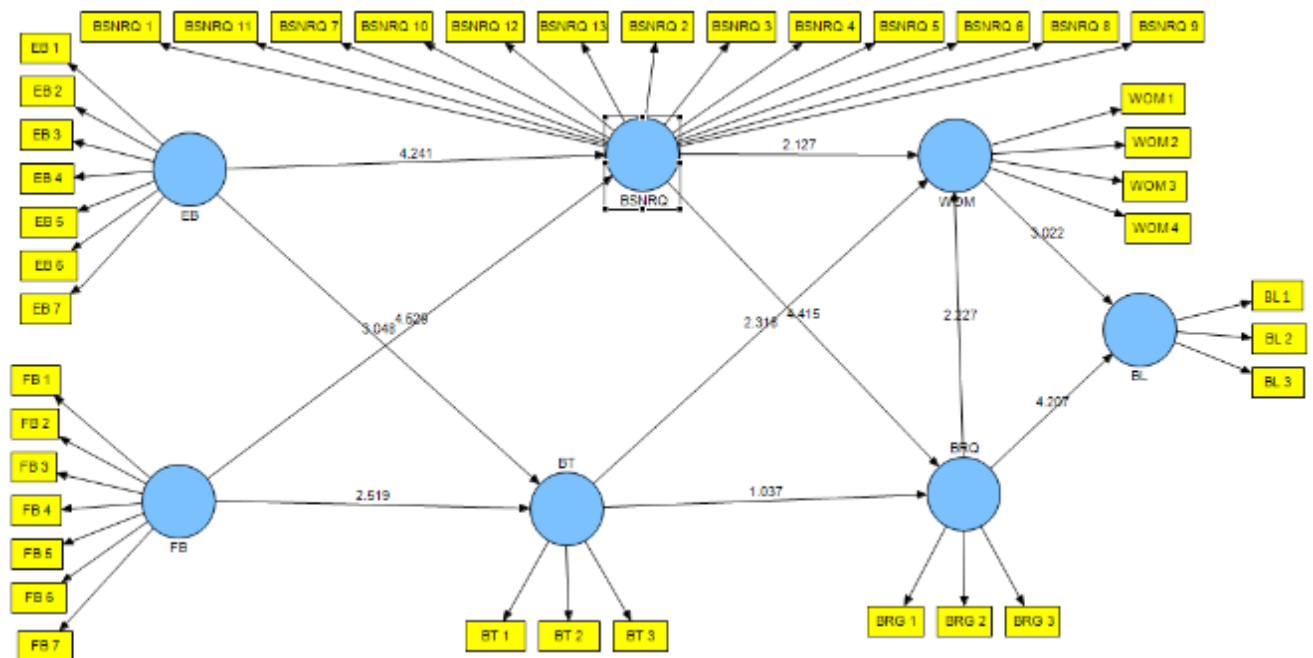 BSNRQ 1 BSNRQ 11 BSNRQ 7 BSNRQ 10 BSNRQ 12 BSNRQ 13 BSNRQ 2 BSNRQ 3 BSNRQ 4 BSNRQ 5 BSNRQ 6 BSNRQ 8 BSNRQ 9
EB 1
EB 2
EB 3
EB 4
EB 5
EB 6
EB 7
EB
4.241
BSNRQ
2.127
WOM
WOM 1
WOM 2
WOM 3
WOM 4
3.022
3.048
4.629
2.316
4.415
2.227
BL 1
BL 2
BL 3
BL
4.207
FB 1
FB 2
FB 3
FB 4
FB 5
FB 6
FB 7
FB
2.519
BT
1.037
BRQ
BT 1 BT 2 BT 3
BRG 1 BRG 2 BRG 3